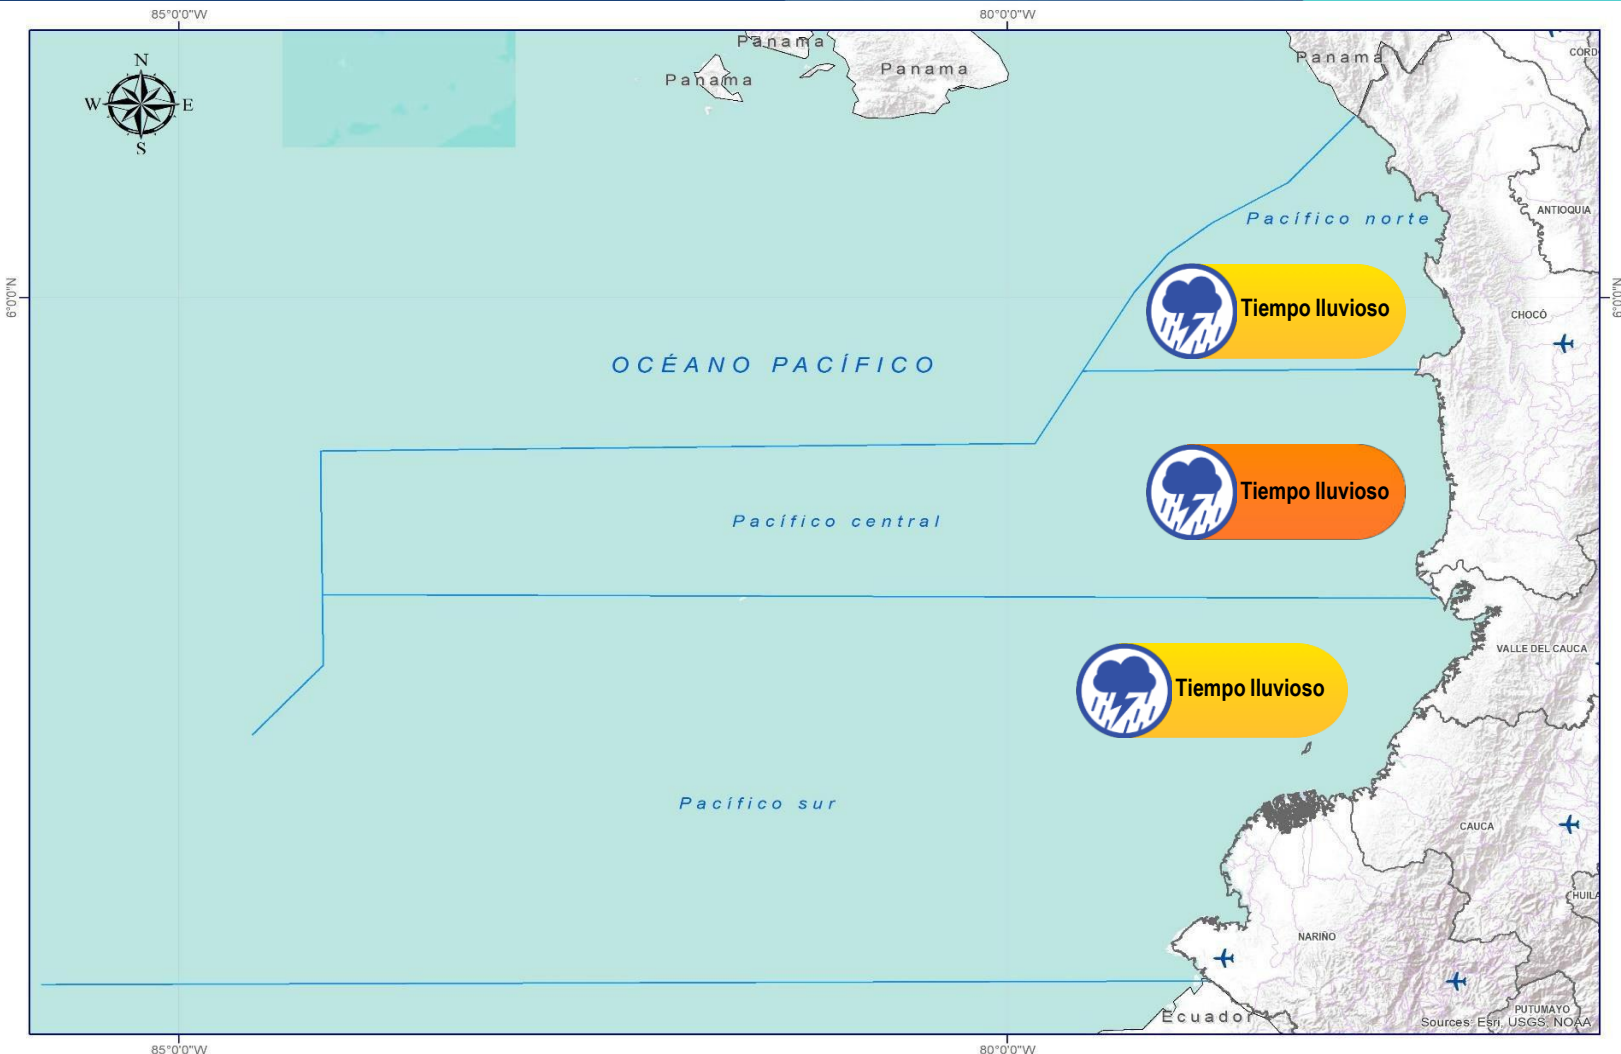 85°0'0"W
80°0'0"W
N
W
E
S
Panama
Panama
Panama
Panama
CÓRD
ANTIOQUIA
Pacífico norte
6°0'0"N
6°0'0"N
Tiempo lluvioso
CHOCÓ
OCÉANO PACÍFICO
Tiempo lluvioso
Pacífico central
VALLE DEL CAUCA
Tiempo lluvioso
Pacífico sur
CAUCA
HUILA
NARIÑO
PUTUMAYO
Ecuador
Sources: Esri, USGS, NOAA
85°0'0"W
80°0'0"W